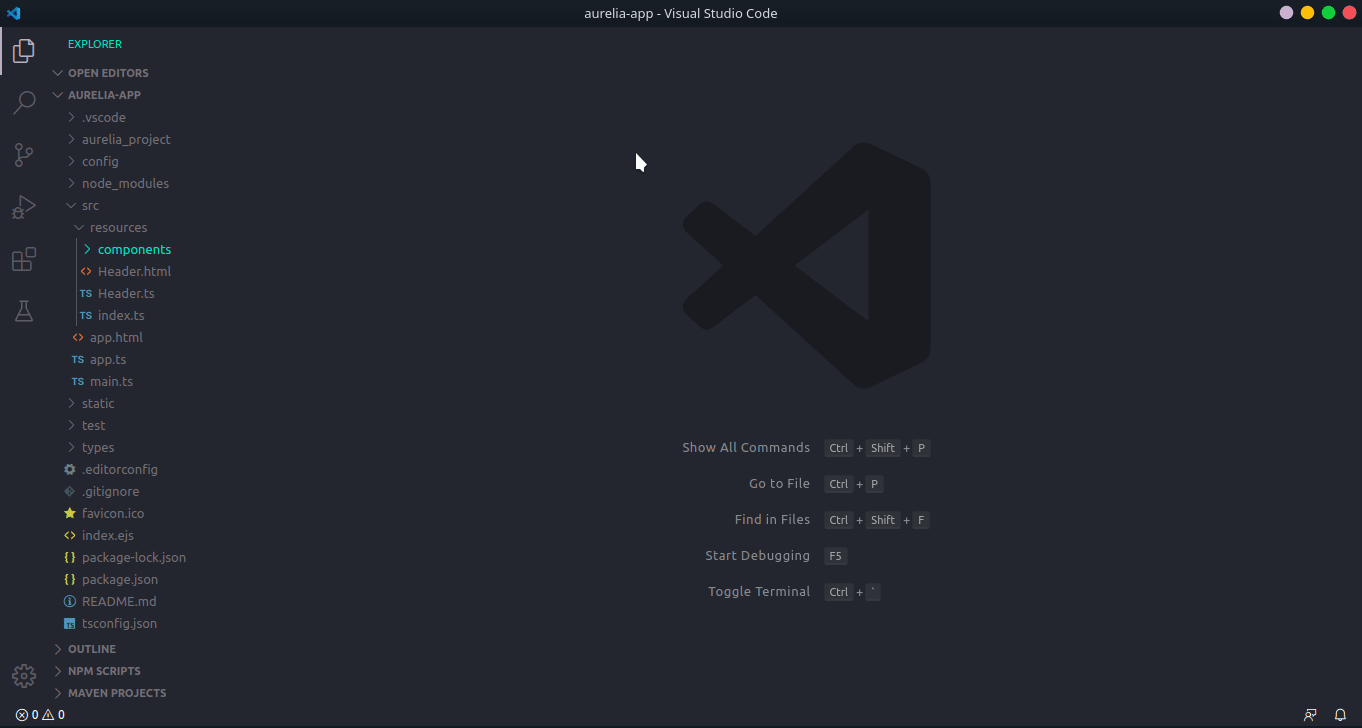 aurelia-app - Visual Studio Code
EXPLORER
OPEN EDITORS
AURELIA-APP
.vscode
aurelia_project
config
node_modules
src
resources
components
<> Header.html
TS Header.ts
TS index.ts
<> app.html
TS app.ts
TS main.ts
static
test
types
.editorconfig
.gitignore
favicon.ico
<> index.ejs
{} package-lock.json
{} package.json
README.md
TS tsconfig.json
OUTLINE
NPM SCRIPTS
MAVEN PROJECTS
0 0
Show All Commands Ctrl + Shift + P
Go to File Ctrl + P
Find in Files Ctrl + Shift + F
Start Debugging F5
Toggle Terminal Ctrl + `